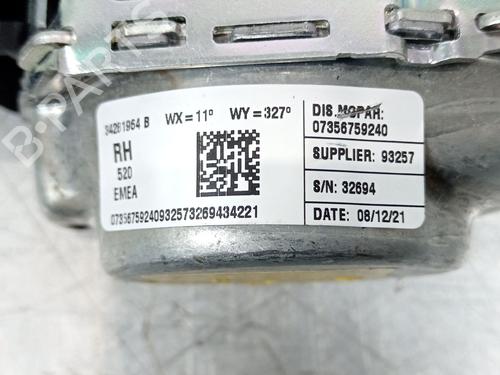 34261964 B WX=11° WY=327°
RH
520
EMEA
07356759240932573269434221
DIS. MOPAR:
07356759240
SUPPLIER: 93257
S/N: 32694
DATE: 08/12/21
B-PARTS